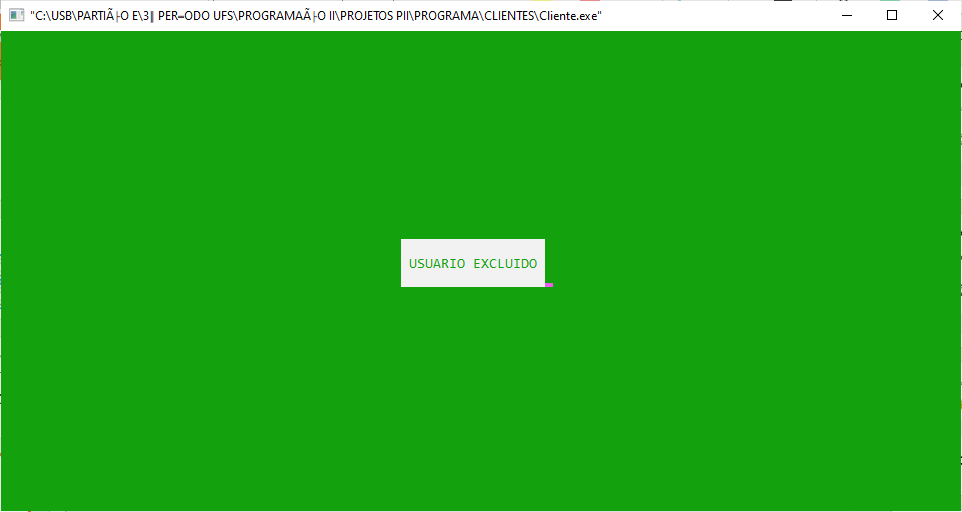 "C:\USB\PARTIÃ├O E\3║ PER═ODO UFS\PROGRAMAÃ├O II\PROJETOS PII\PROGRAMA\CLIENTES\Cliente.exe"
USUARIO EXCLUIDO